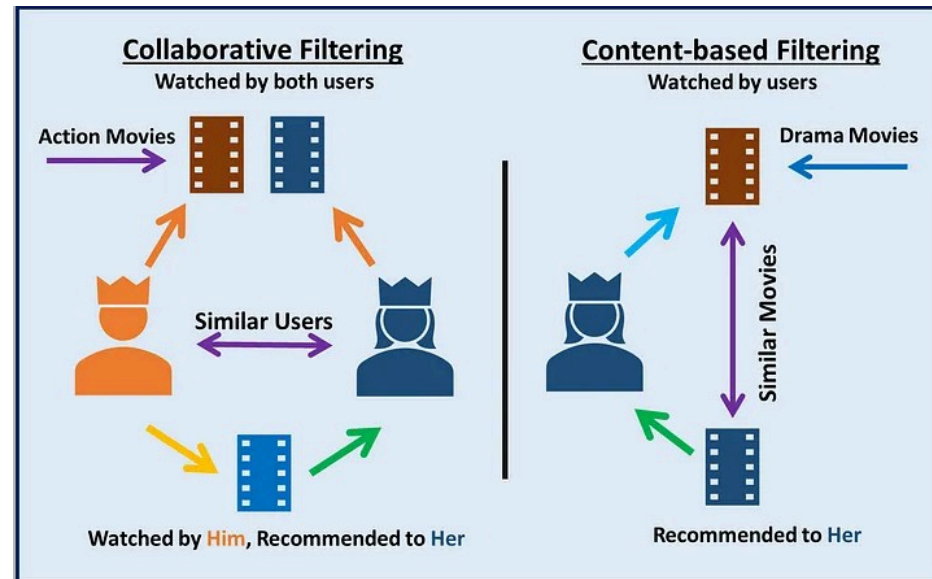 Collaborative Filtering
Watched by both users
Action Movies
Similar Users
Watched by Him, Recommended to Her
Content-based Filtering
Watched by users
Drama Movies
Similar Movies
Recommended to Her